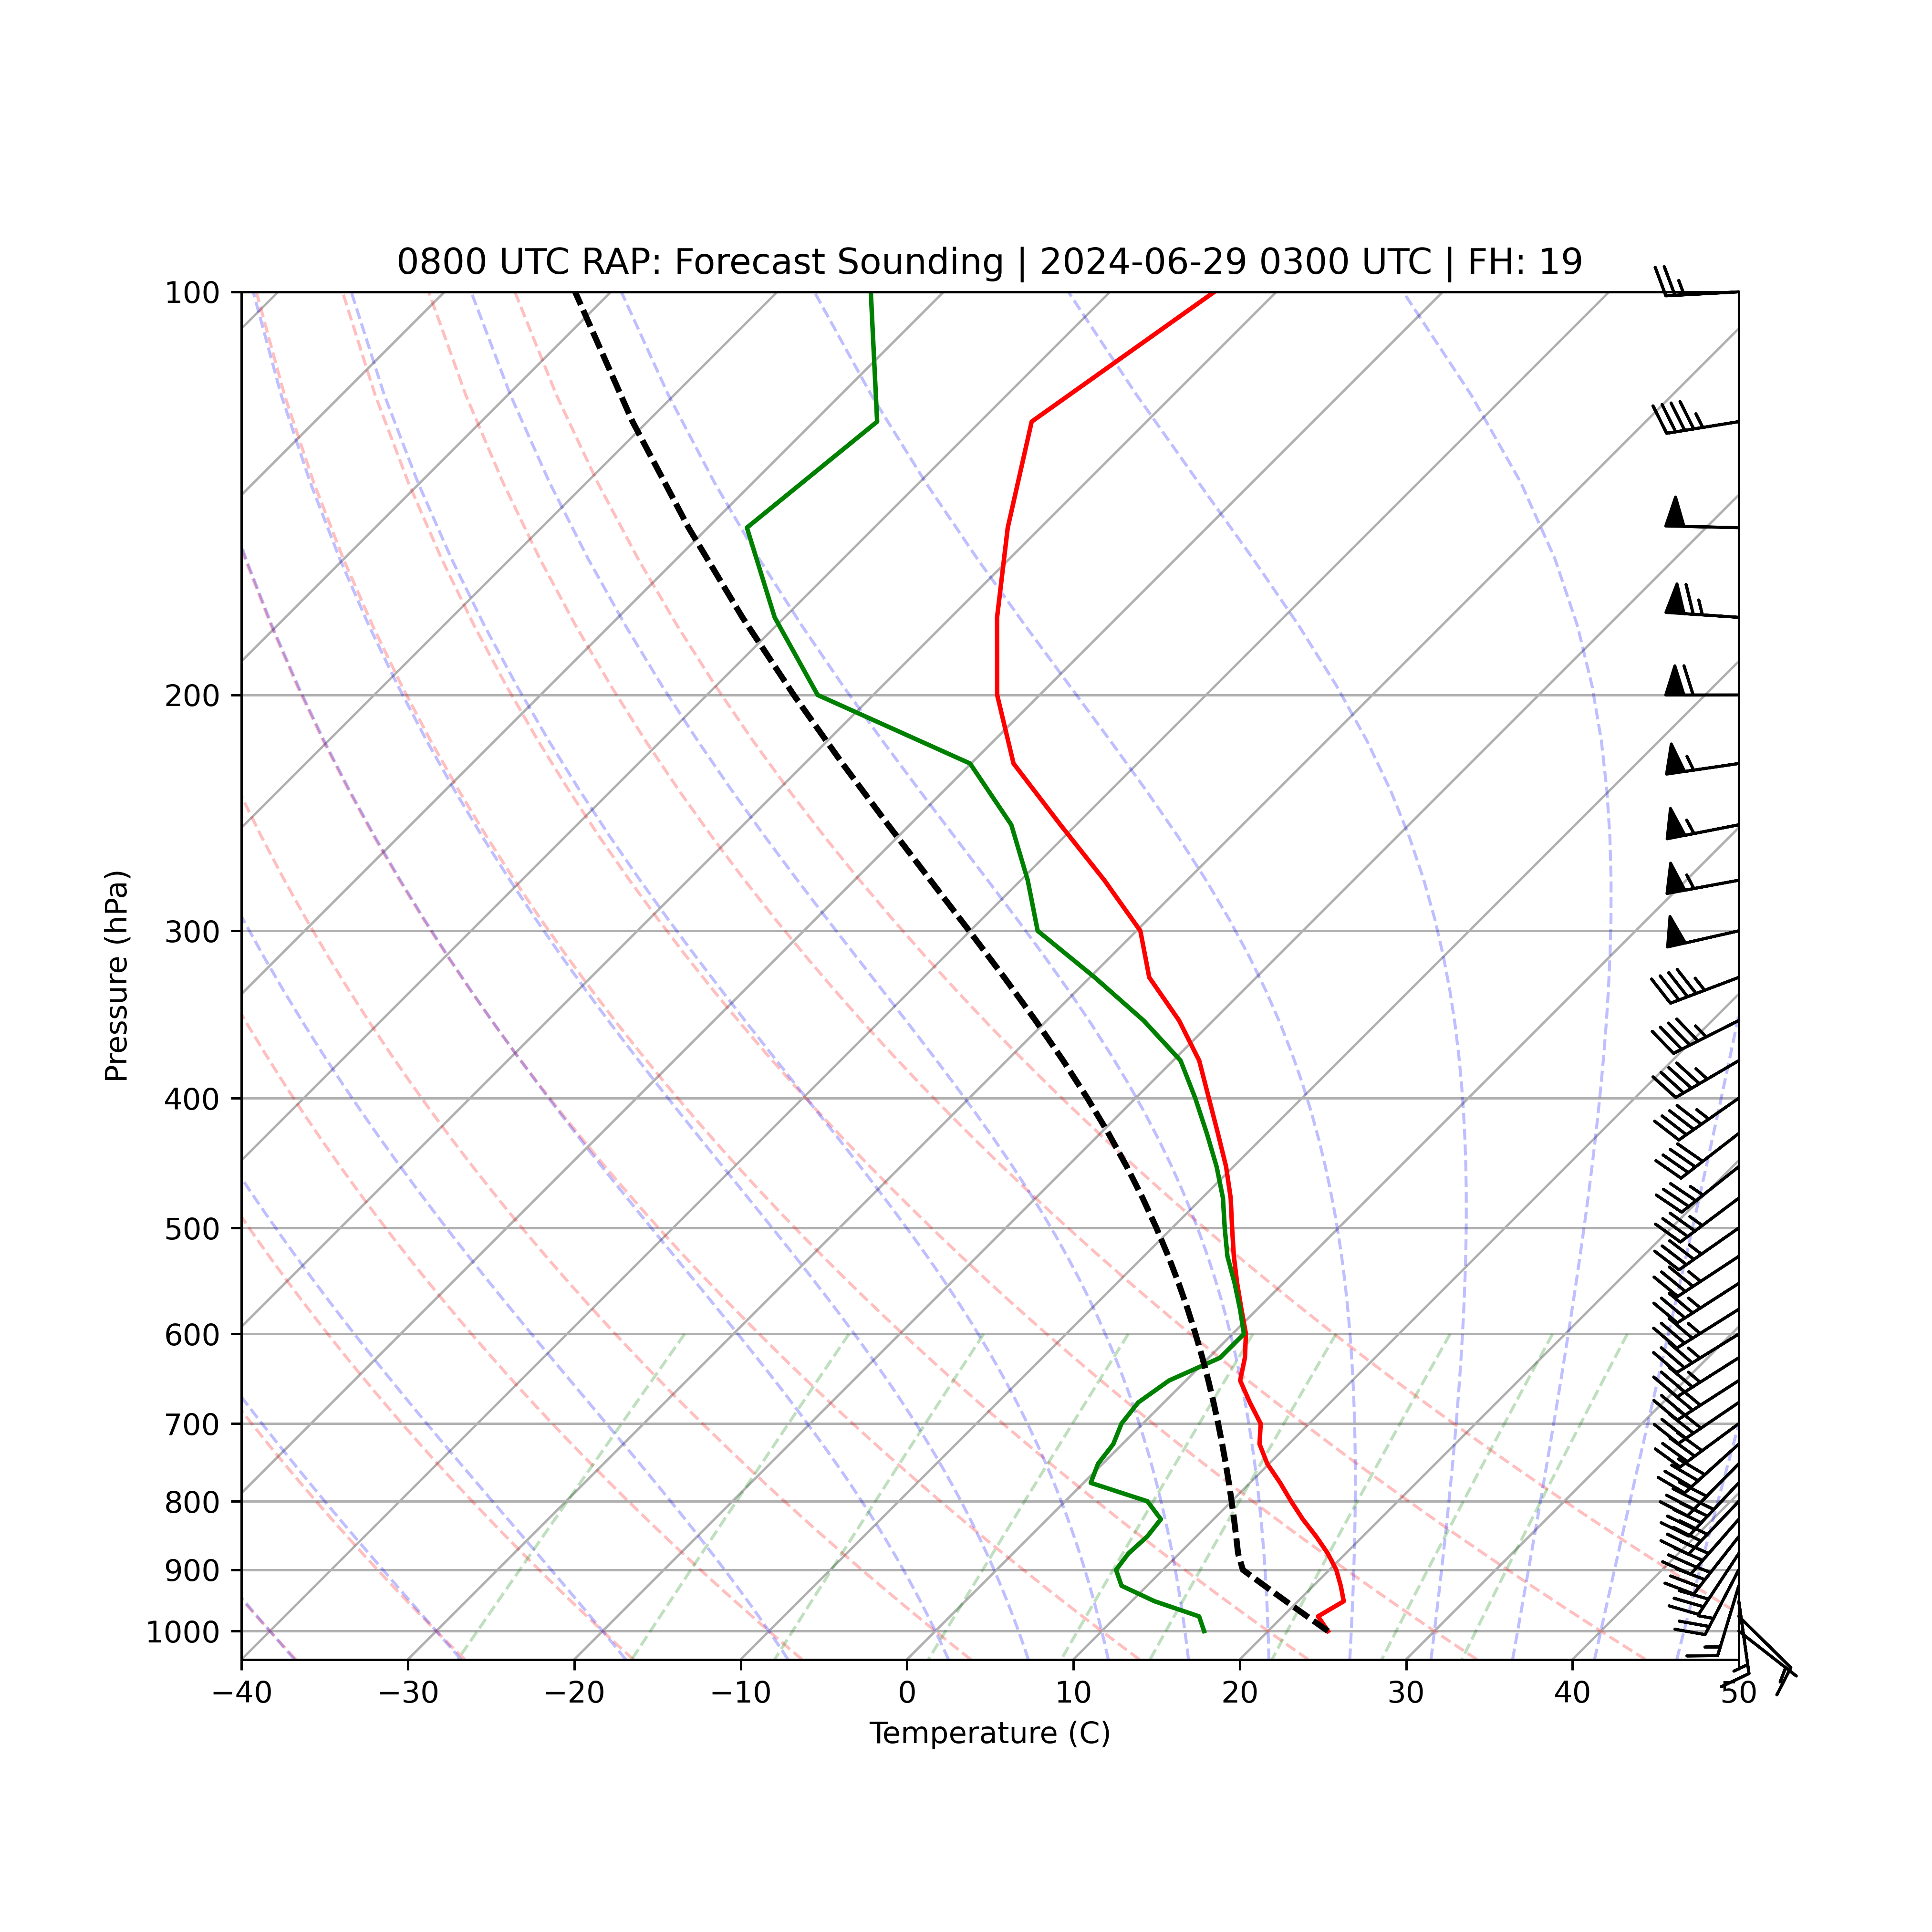 0800 UTC RAP: Forecast Sounding | 2024-06-29 0300 UTC | FH: 19
100
200
300
400
500
600
700
800
900
1000
Pressure (hPa)
−40 −30 −20 −10 0 10 20 30 40 50
Temperature (C)